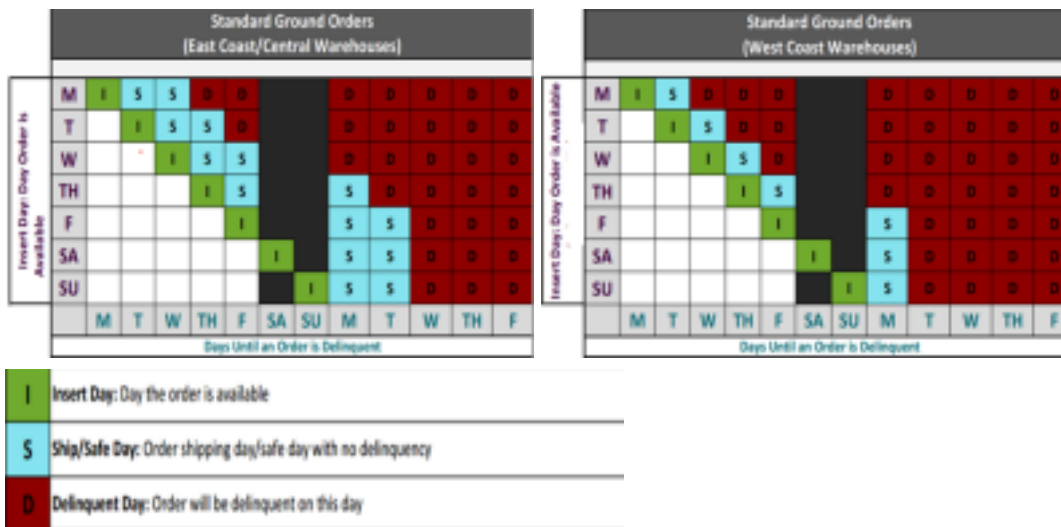 Standard Ground Orders
(East Coast/Central Warehouses)
Insert Day: Day Order is
Available
M I S S D D D D D D D
T I S S D D D D D D
W I S S D D D D D
TH I S S D D D D
F I S S D D D
SA I S S D D D
SU I S S D D D
M T W TH F SA SU M T W TH F
Days Until an Order is Delinquent
Standard Ground Orders
(West Coast Warehouses)
Insert Day: Day Order is Available
M I S D D D D D D D D
T I S D D D D D D D
W I S D D D D D D
TH I S D D D D D
F I S D D D D
SA I S D D D D
SU I S D D D D
M T W TH F SA SU M T W TH F
Days Until an Order is Delinquent
I Insert Day: Day the order is available
S Ship/Safe Day: Order shipping day/safe day with no delinquency
D Delinquent Day: Order will be delinquent on this day